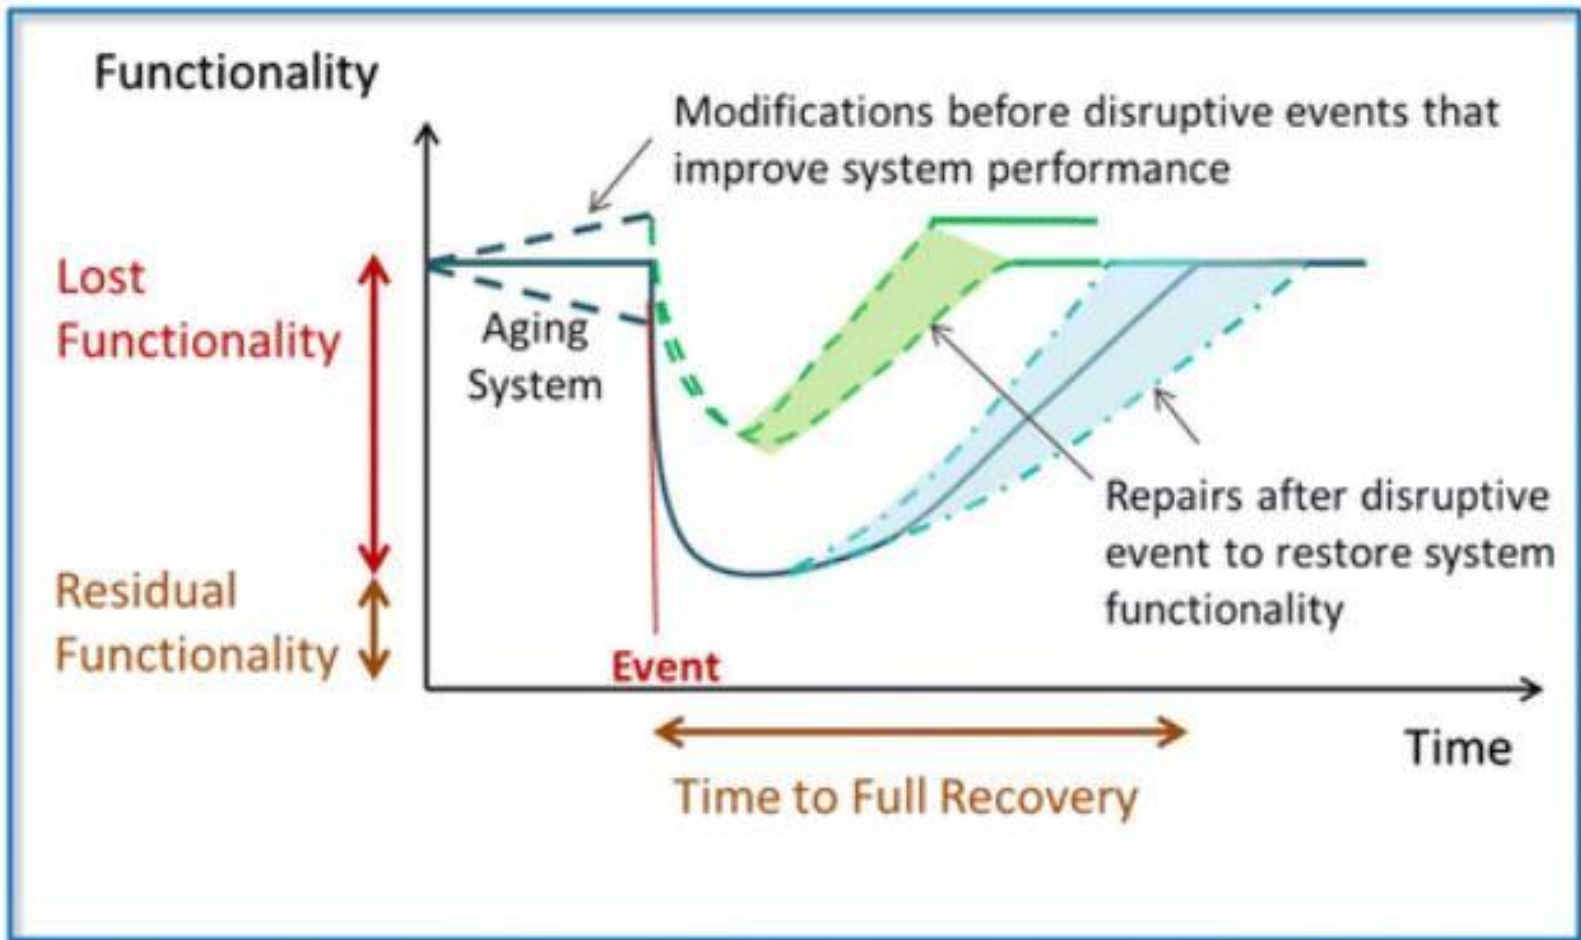 Functionality
Modifications before disruptive events that
improve system performance
Lost
Functionality
Aging
System
Repairs after disruptive
event to restore system
functionality
Residual
Functionality
Event
Time
Time to Full Recovery